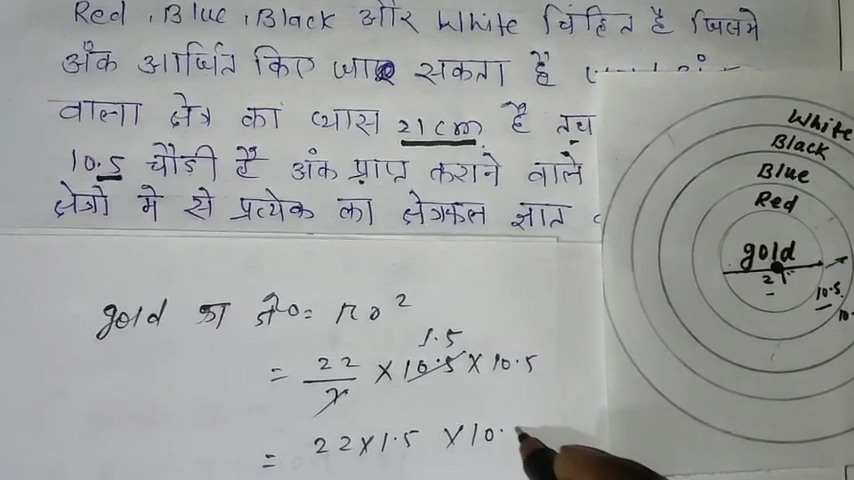 Red , Blue , Black और White चिंहित है जिसमे
अँक आर्जित किए जा सकता है
वाला क्षेत्र का व्यास 21cm है तथ
10.5 चौड़ी है अंक प्राप्त कराने वाले
क्षेत्रो मे से प्रत्येक का क्षेत्रफल ज्ञात
White
Black
Blue
Red
gold
21
10.5
10.
gold का क्षे० =
= 22/7 × 10.5 × 10.5
1.5
= 22 × 1.5 × 10.